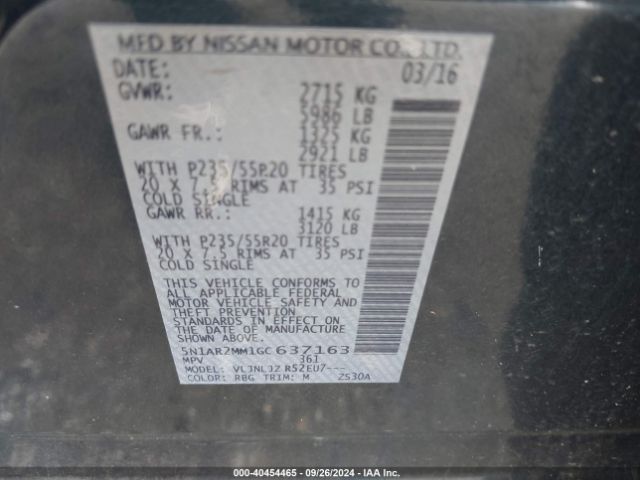 MFD BY NISSAN MOTOR CO., LTD.
DATE: 03/16
GVWR: 2715 KG
5986 LB
GAWR FR.: 1325 KG
2921 LB
WITH P235/55R20 TIRES
20 X 7.5 RIMS AT 35 PSI
COLD SINGLE
GAWR RR.: 1415 KG
3120 LB
WITH P235/55R20 TIRES
20 X 7.5 RIMS AT 35 PSI
COLD SINGLE
THIS VEHICLE CONFORMS TO
ALL APPLICABLE FEDERAL
MOTOR VEHICLE SAFETY AND
THEFT PREVENTION
STANDARDS IN EFFECT ON
THE DATE OF MANUFACTURE
SHOWN ABOVE.
5N1AR2MM1GC637163
MPV 361
MODEL: VLJNLJZ R52EU7---
COLOR: RBG TRIM: M ZS30A
000-40454465 - 09/26/2024 - IAA Inc.